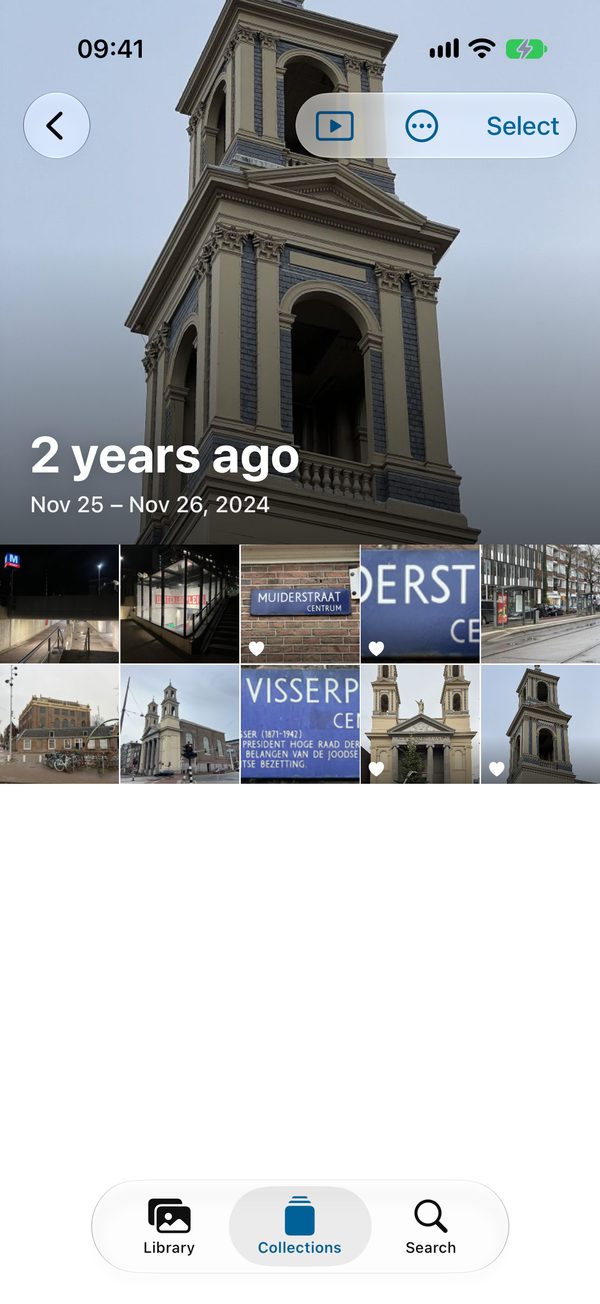 09:41
Select
2 years ago
Nov 25 – Nov 26, 2024
M
MUIDERSTRAAT
CENTRUM
DERST
CE
VISSERP
CEN
SSER (1871-1942)
PRESIDENT HOGE RAAD DER
BELANGEN VAN DE JOODSE
TSE BEZETTING.
Library
Collections
Search